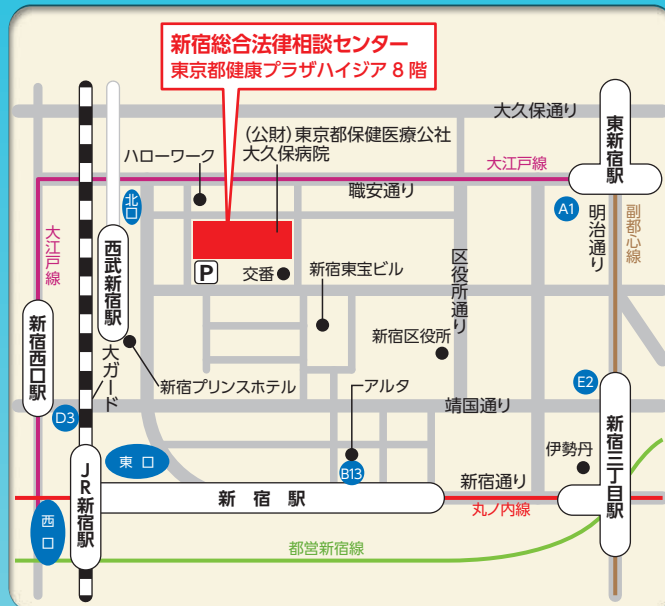 新宿総合法律相談センター
東京都健康プラザハイジア 8 階
大久保通り
東新宿駅
(公財)東京都保健医療公社
大久保病院
ハローワーク
大江戸線
職安通り
北口
A1
明治通り
副都心線
大江戸線
西武新宿駅
P
交番
新宿東宝ビル
区役所通り
新宿西口駅
新宿区役所
大ガード
新宿プリンスホテル
アルタ
E2
靖国通り
D3
新宿三丁目駅
伊勢丹
東口
B13
新宿通り
JR新宿駅
新宿駅
丸ノ内線
西口
都営新宿線